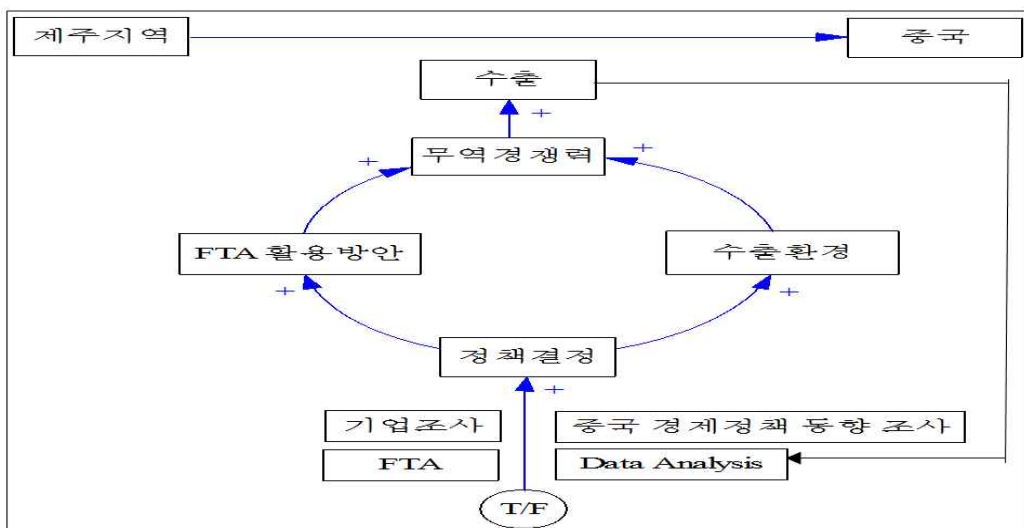 제주지역
중국
수출
+
무역경쟁력
+
+
FTA 활용방안
수출환경
+
+
정책결정
+
기업조사
중국 경제정책 동향 조사
FTA
Data Analysis
T/F